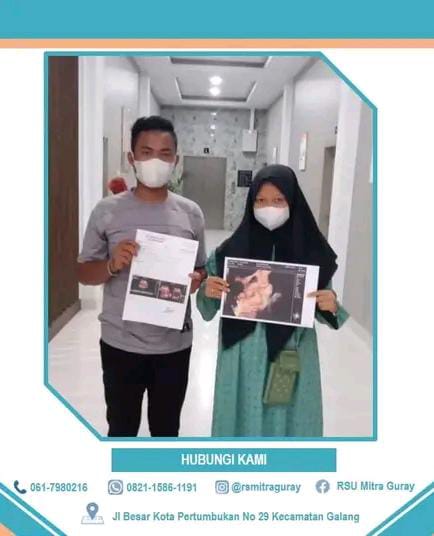 HUBUNGI KAMI
061-7980216
0821-1586-1191
@rsmitraguray
RSU Mitra Guray
Jl Besar Kota Pertumbukan No 29 Kecamatan Galang